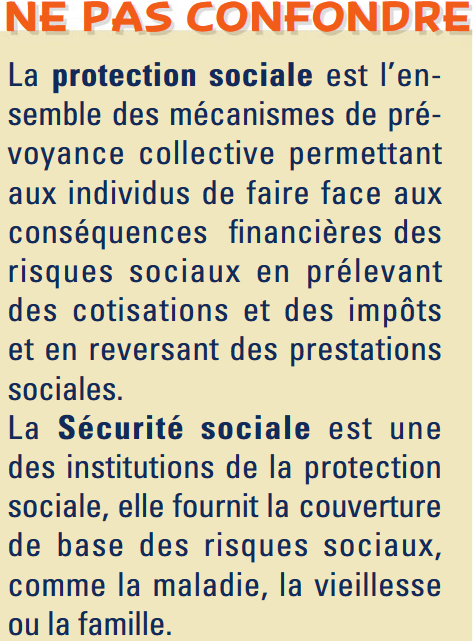 NE PAS CONFONDRE
La protection sociale est l'en-
semble des mécanismes de pré-
voyance collective permettant
aux individus de faire face aux
conséquences financières des
risques sociaux en prélevant
des cotisations et des impôts
et en reversant des prestations
sociales.
La Sécurité sociale est une
des institutions de la protection
sociale, elle fournit la couverture
de base des risques sociaux,
comme la maladie, la vieillesse
ou la famille.